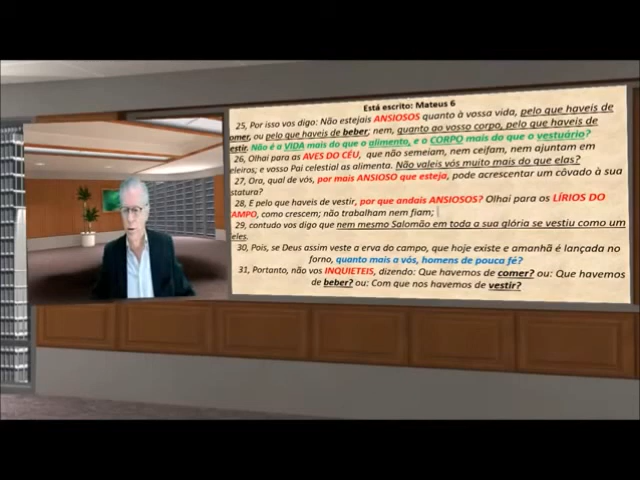 Está escrito: Mateus 6
25, Por isso vos digo: Não estejais ANSIOSOS quanto à vossa vida, pelo que haveis de
comer, ou pelo que haveis de beber; nem, quanto ao vosso corpo, pelo que haveis de
estir. Não é a VIDA mais do que o alimento, e o CORPO mais do que o vestuário?
26, Olhai para as AVES DO CÉU, que não semeiam, nem ceifam, nem ajuntam em
eleiros; e vosso Pai celestial as alimenta. Não valeis vós muito mais do que elas?
27, Ora, qual de vós, por mais ANSIOSO que esteja, pode acrescentar um côvado à sua
statura?
28, E pelo que haveis de vestir, por que andais ANSIOSOS? Olhai para os LÍRIOS DO
AMPO, como crescem; não trabalham nem fiam;
29, contudo vos digo que nem mesmo Salomão em toda a sua glória se vestiu como um
eles.
30, Pois, se Deus assim veste a erva do campo, que hoje existe e amanhã é lançada no
forno, quanto mais a vós, homens de pouca fé?
31, Portanto, não vos INQUIETEIS, dizendo: Que havemos de comer? ou: Que havemos
de beber? ou: Com que nos havemos de vestir?